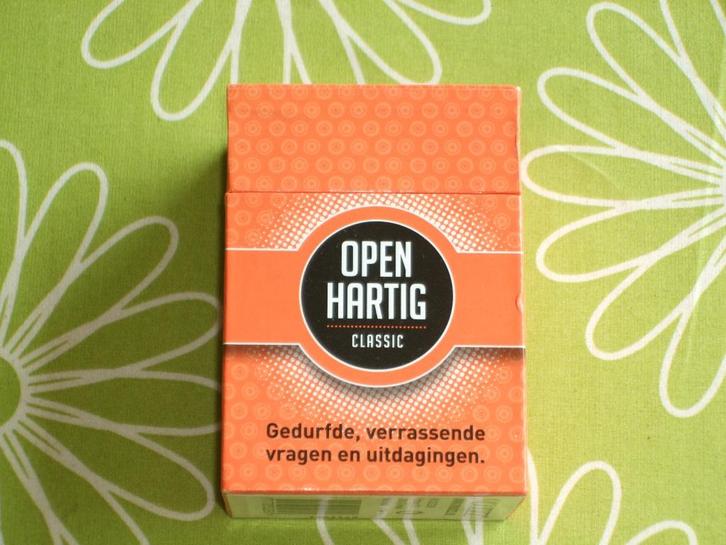 OPEN
HARTIG
CLASSIC
Gedurfde, verrassende
vragen en uitdagingen.